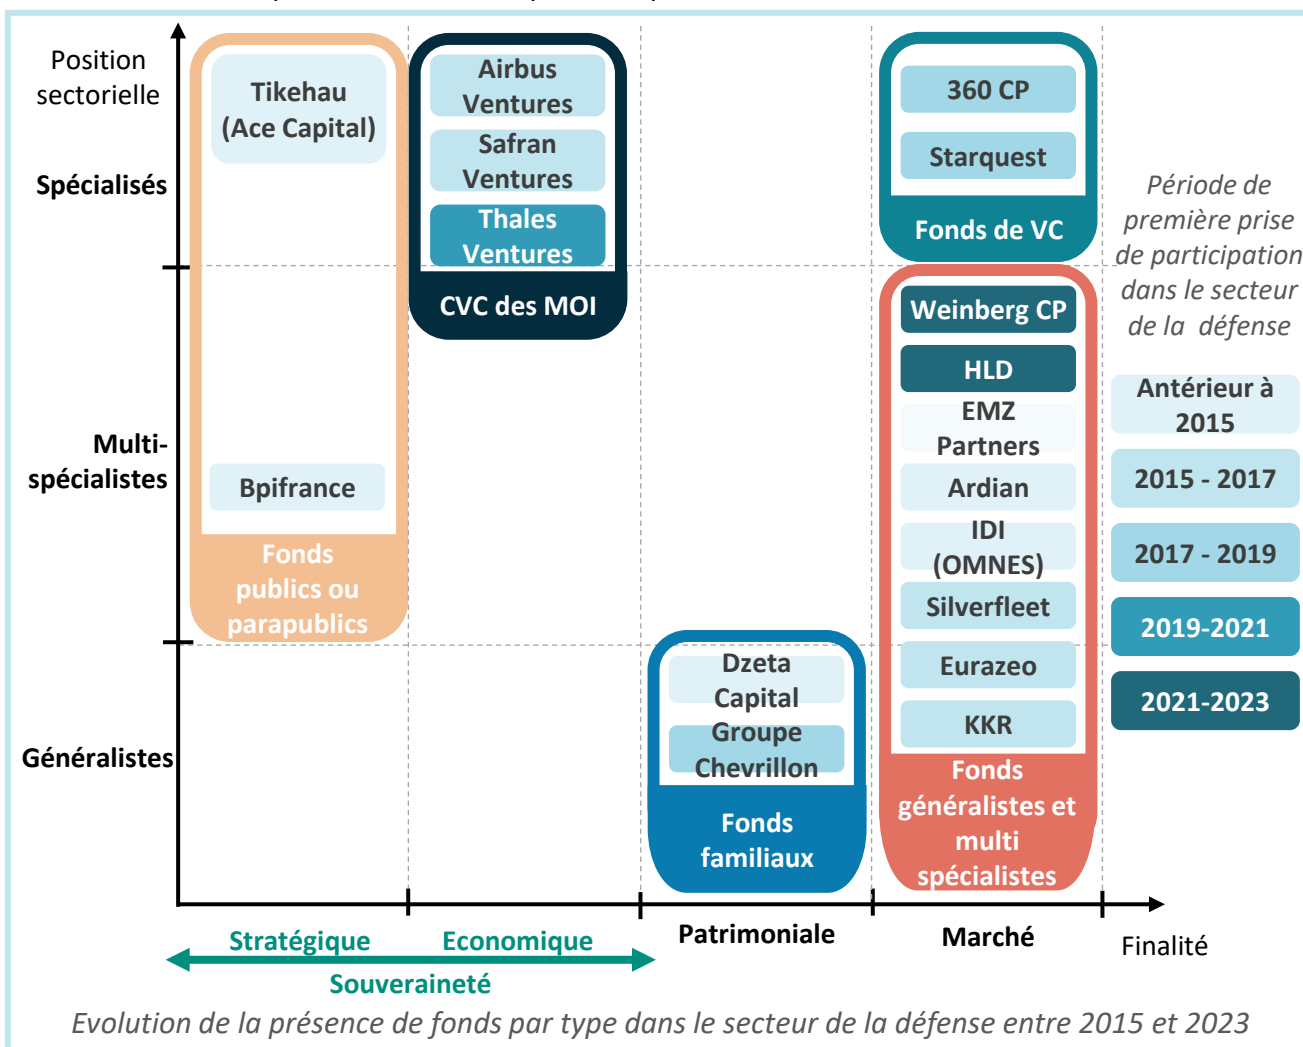 Position
sectorielle
Spécialisés
Multi-
spécialistes
Généralistes
Tikehau
(Ace Capital)
Bpifrance
Fonds
publics ou
parapublics
Airbus
Ventures
Safran
Ventures
Thales
Ventures
CVC des MOI
Dzeta
Capital
Groupe
Chevrillon
Fonds
familiaux
360 CP
Starquest
Fonds de VC
Weinberg CP
HLD
EMZ
Partners
Ardian
IDI
(OMNES)
Silverfleet
Eurazeo
KKR
Fonds
généralistes et
multi
spécialistes
Période de
première prise
de participation
dans le secteur
de la défense
Antérieur à
2015
2015 - 2017
2017 - 2019
2019-2021
2021-2023
Stratégique
Economique
Patrimoniale
Marché
Finalité
Souveraineté
Evolution de la présence de fonds par type dans le secteur de la défense entre 2015 et 2023